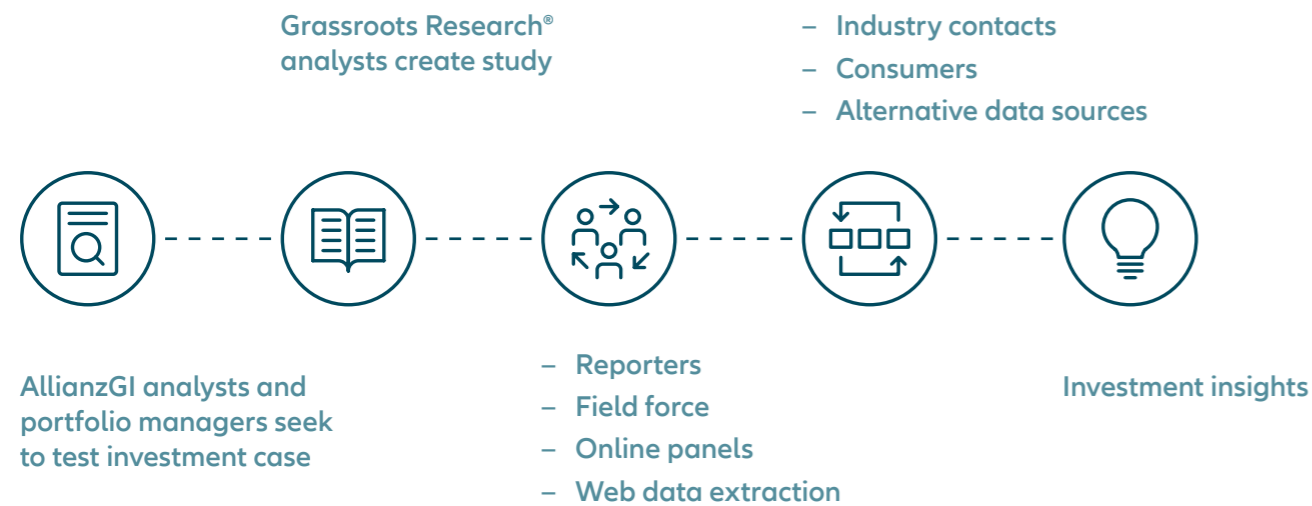 Grassroots Research®
analysts create study
– Industry contacts
– Consumers
– Alternative data sources
AllianzGI analysts and
portfolio managers seek
to test investment case
– Reporters
– Field force
– Online panels
– Web data extraction
Investment insights